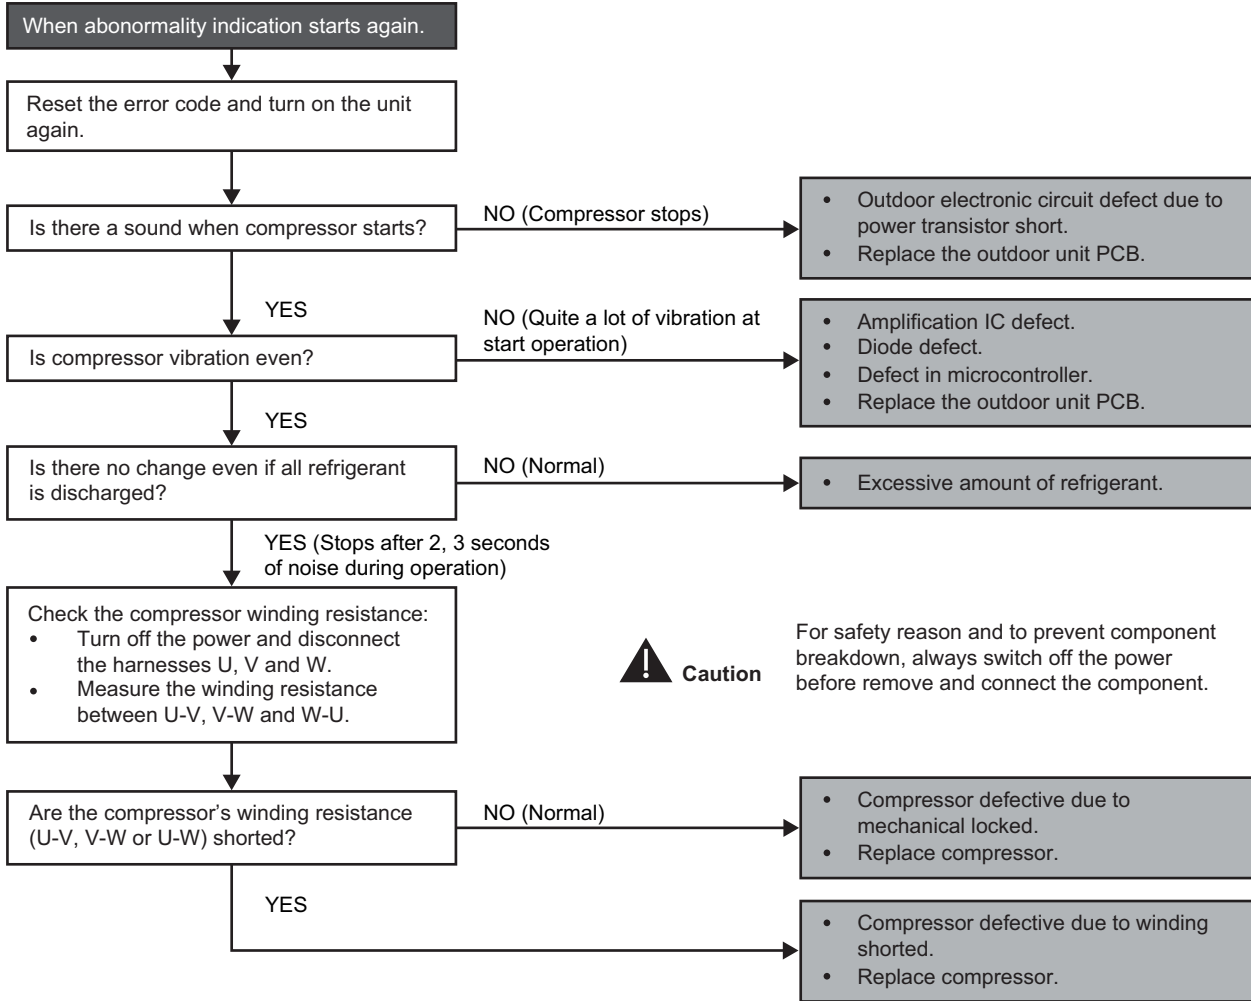 When abonormality indication starts again.
Reset the error code and turn on the unit
again.
Is there a sound when compressor starts?
NO (Compressor stops)
• Outdoor electronic circuit defect due to
power transistor short.
• Replace the outdoor unit PCB.
YES
Is compressor vibration even?
NO (Quite a lot of vibration at
start operation)
• Amplification IC defect.
• Diode defect.
• Defect in microcontroller.
• Replace the outdoor unit PCB.
YES
Is there no change even if all refrigerant
is discharged?
NO (Normal)
• Excessive amount of refrigerant.
YES (Stops after 2, 3 seconds
of noise during operation)
Check the compressor winding resistance:
• Turn off the power and disconnect
the harnesses U, V and W.
• Measure the winding resistance
between U-V, V-W and W-U.
Caution
For safety reason and to prevent component
breakdown, always switch off the power
before remove and connect the component.
Are the compressor’s winding resistance
(U-V, V-W or U-W) shorted?
NO (Normal)
• Compressor defective due to
mechanical locked.
• Replace compressor.
YES
• Compressor defective due to winding
shorted.
• Replace compressor.